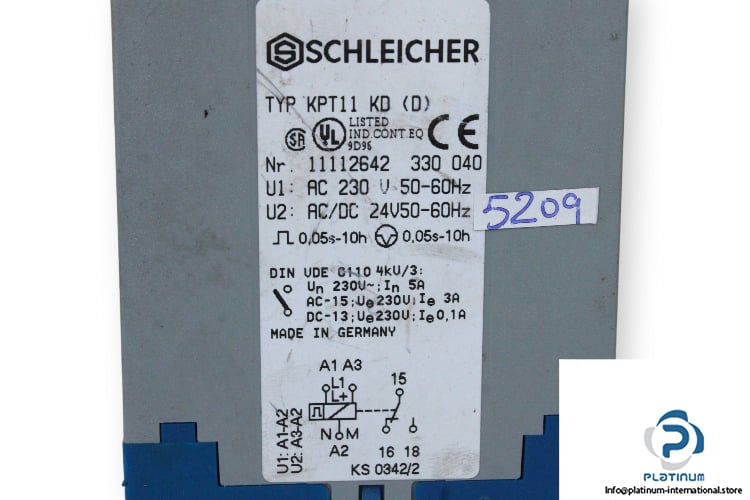 SCHLEICHER
TYP KPT11 KD (D)
LISTED
IND.CONT.EQ
9D96
Nr. 11112642 330 040
U1: AC 230 V 50-60Hz
U2: AC/DC 24V50-60Hz
5209
0,05s-10h 0,05s-10h
DIN VDE 0110 4kV/3:
Un 230V~; In 5A
AC-15; Ue230V; Ie 3A
DC-13; Ue230V; Ie0,1A
MADE IN GERMANY
A1 A3
L1
L+
15
N M
A2
16 18
U1: A1-A2
U2: A3-A2
KS 0342/2
PLATINUM
INTERNATIONAL
Info@platinum-international.store